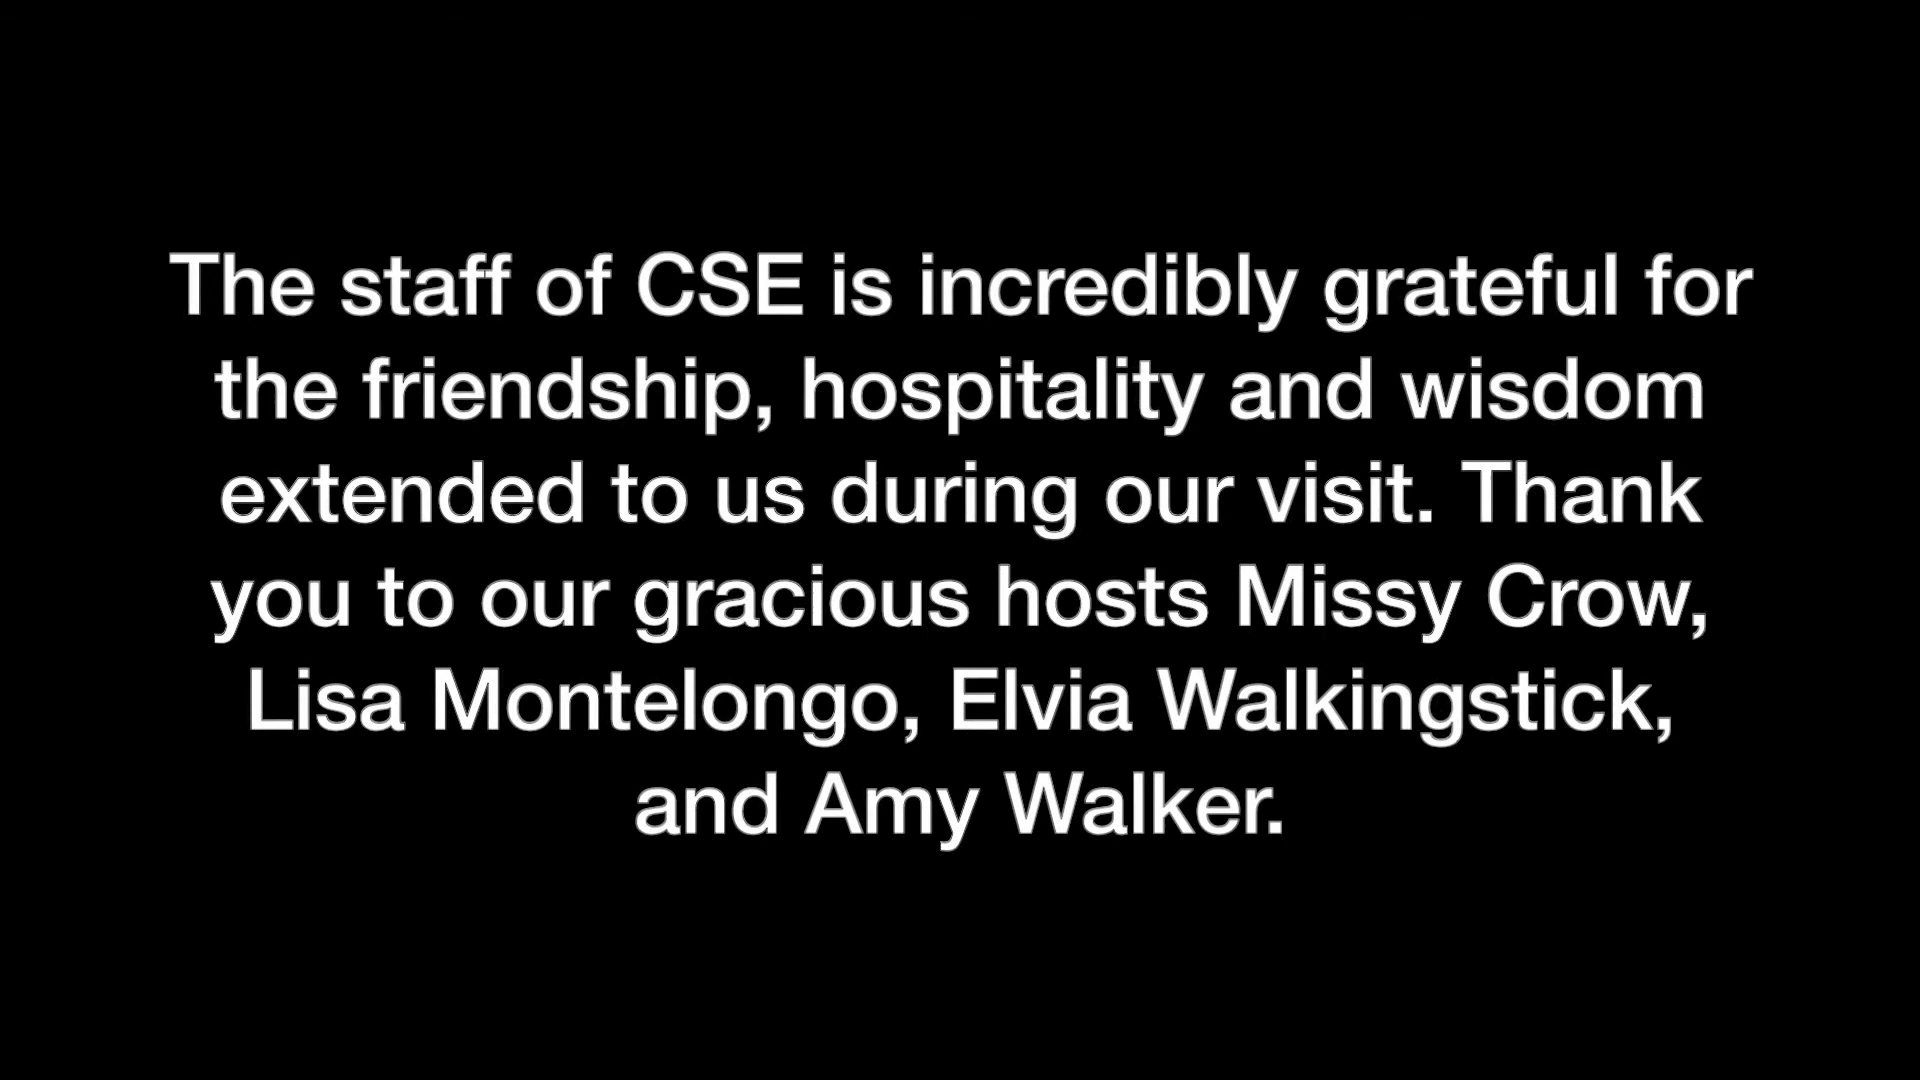 The staff of CSE is incredibly grateful for
the friendship, hospitality and wisdom
extended to us during our visit. Thank
you to our gracious hosts Missy Crow,
Lisa Montelongo, Elvia Walkingstick,
and Amy Walker.